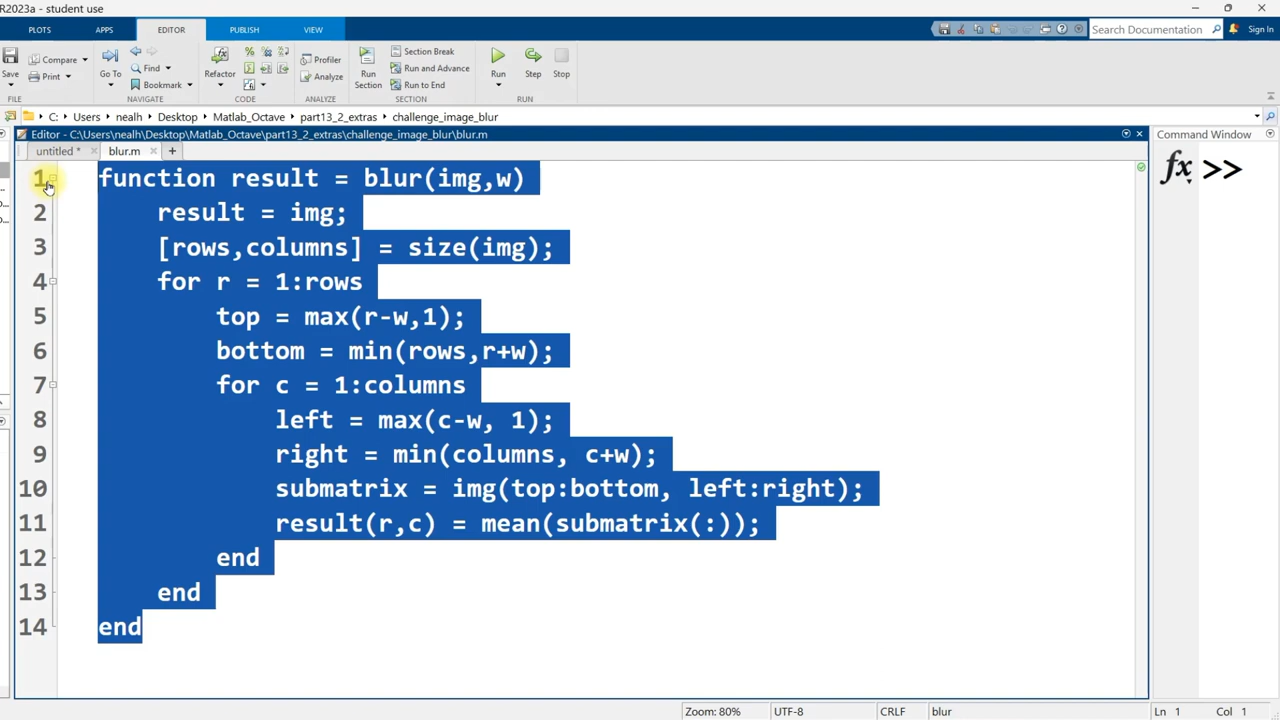 R2023a - student use
PLOTS APPS EDITOR PUBLISH VIEW Search Documentation Sign In
Save Compare Print Go To Find Bookmark Refactor Profiler Analyze Run Section Section Break Run and Advance Run to End Run Step Stop
FILE NAVIGATE CODE ANALYZE SECTION RUN
C: Users nealh Desktop Matlab_Octave part13_2_extras challenge_image_blur
Editor - C:\Users\nealh\Desktop\Matlab_Octave\part13_2_extras\challenge_image_blur\blur.m Command Window
untitled * blur.m +
1 function result = blur(img,w)
2 result = img;
3 [rows,columns] = size(img);
4 for r = 1:rows
5 top = max(r-w,1);
6 bottom = min(rows,r+w);
7 for c = 1:columns
8 left = max(c-w, 1);
9 right = min(columns, c+w);
10 submatrix = img(top:bottom, left:right);
11 result(r,c) = mean(submatrix(:));
12 end
13 end
14 end
fx >>
Zoom: 80% UTF-8 CRLF blur Ln 1 Col 1